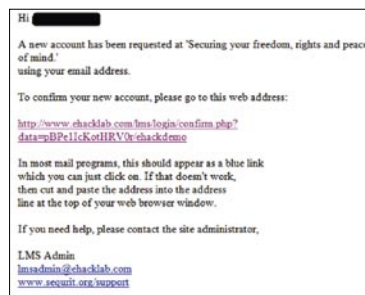 Hi
A new account has been requested at 'Securing your freedom, rights and peace
of mind.'
using your email address.
To confirm your new account, please go to this web address:
http://www.ehacklab.com/lms/login/confirm.php?
data=pBPe1IcKotHRV0r/ehackdemo
In most mail programs, this should appear as a blue link
which you can just click on. If that doesn't work,
then cut and paste the address into the address
line at the top of your web browser window.
If you need help, please contact the site administrator,
LMS Admin
lmsadmin@ehacklab.com
www.sequrit.org/support